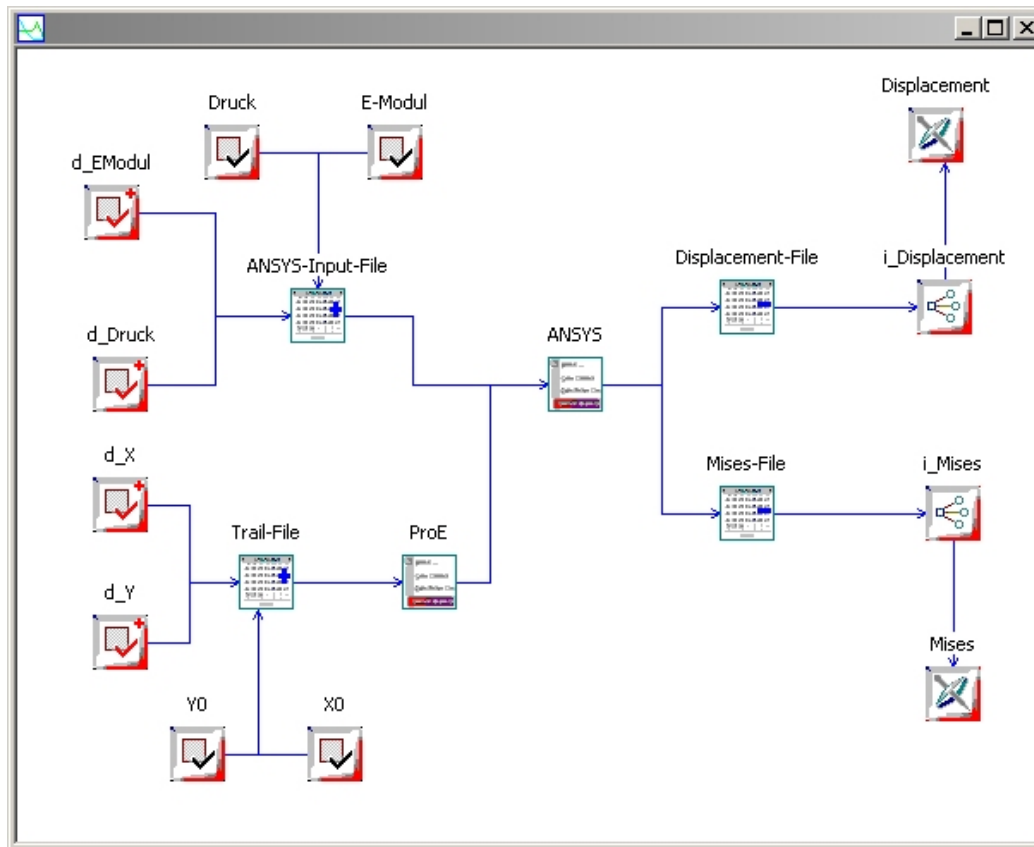 Displacement
Druck
E-Modul
d_EModul
ANSYS-Input-File
Displacement-File
i_Displacement
d_Druck
ANSYS
d_X
Mises-File
i_Mises
Trail-File
ProE
d_Y
Mises
Y0
X0